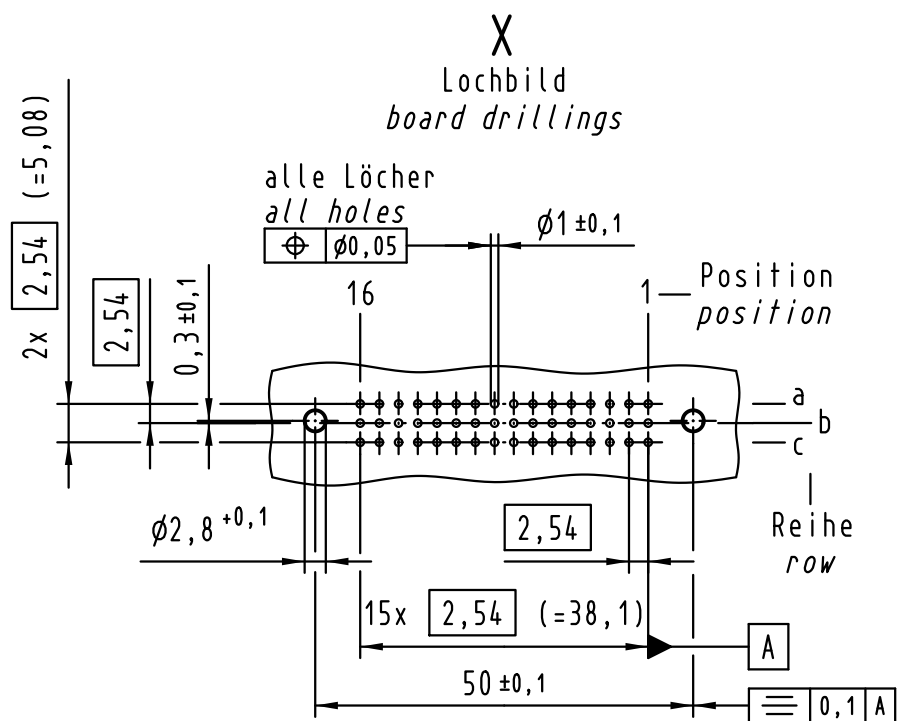 X
Lochbild
board drillings
alle Löcher
all holes
⌖ ø0,05
ø1 ±0,1
2x 2,54 (=5,08)
2,54
0,3 ±0,1
16
1
Position
position
a
b
c
Reihe
row
ø2,8 +0,1
2,54
15x 2,54 (=38,1)
A
50 ±0,1
⌯ 0,1 A